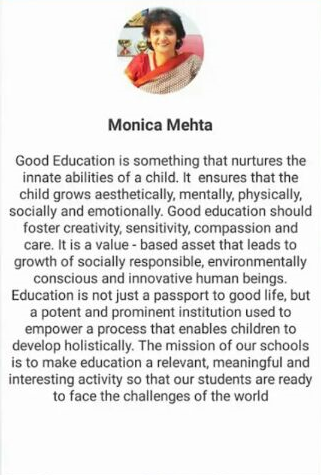 Monica Mehta
Good Education is something that nurtures the
innate abilities of a child. It  ensures that the
child grows aesthetically, mentally, physically,
socially and emotionally. Good education should
foster creativity, sensitivity, compassion and
care. It is a value - based asset that leads to
growth of socially responsible, environmentally
conscious and innovative human beings.
Education is not just a passport to good life, but
a potent and prominent institution used to
empower a process that enables children to
develop holistically. The mission of our schools
is to make education a relevant, meaningful and
interesting activity so that our students are ready
to face the challenges of the world